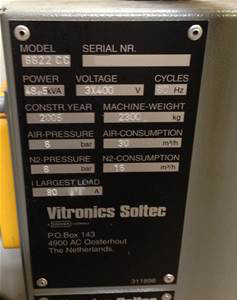 MODEL SERIAL NR.
6622 CC
POWER VOLTAGE CYCLES
kVA 3X400 V Hz
CONSTR.YEAR MACHINE-WEIGHT
2005 2300 kg
AIR-PRESSURE AIR-CONSUMPTION
6 bar 30 m³/h
N2-PRESSURE N2-CONSUMPTION
bar m³/h
I LARGEST LOAD
A
Vitronics Soltec
P.O.Box 143
4900 AC Oosterhout
The Netherlands.
311896